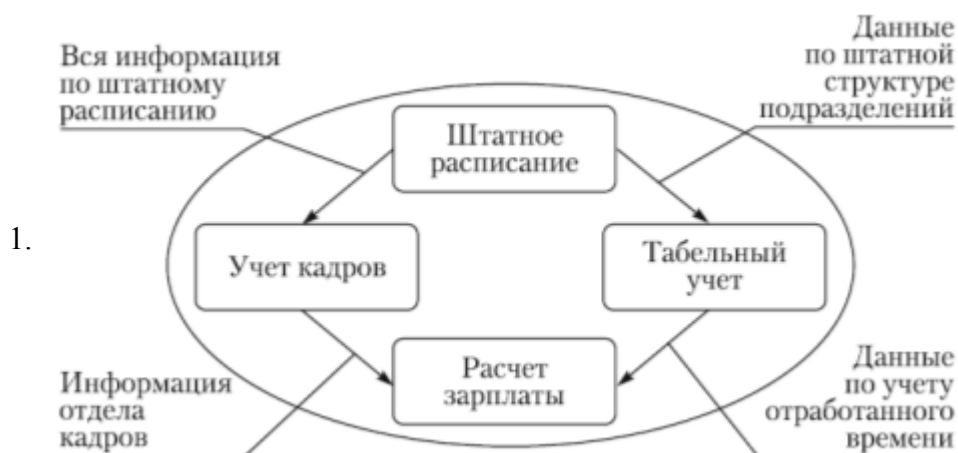 Вся информация
по штатному
расписанию
Данные
по штатной
структуре
подразделений
Штатное
расписание
1.
Учет кадров
Табельный
учет
Расчет
зарплаты
Информация
отдела
кадров
Данные
по учету
отработанного
времени